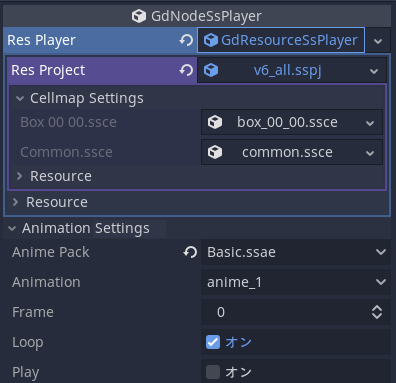 GdNodeSsPlayer
Res Player GdResourceSsPlayer
Res Project v6_all.sspj
Cellmap Settings
Box 00 00.ssce box_00_00.ssce
Common.ssce common.ssce
Resource
Resource
Animation Settings
Anime Pack Basic.ssae
Animation anime_1
Frame 0
Loop オン
Play オン